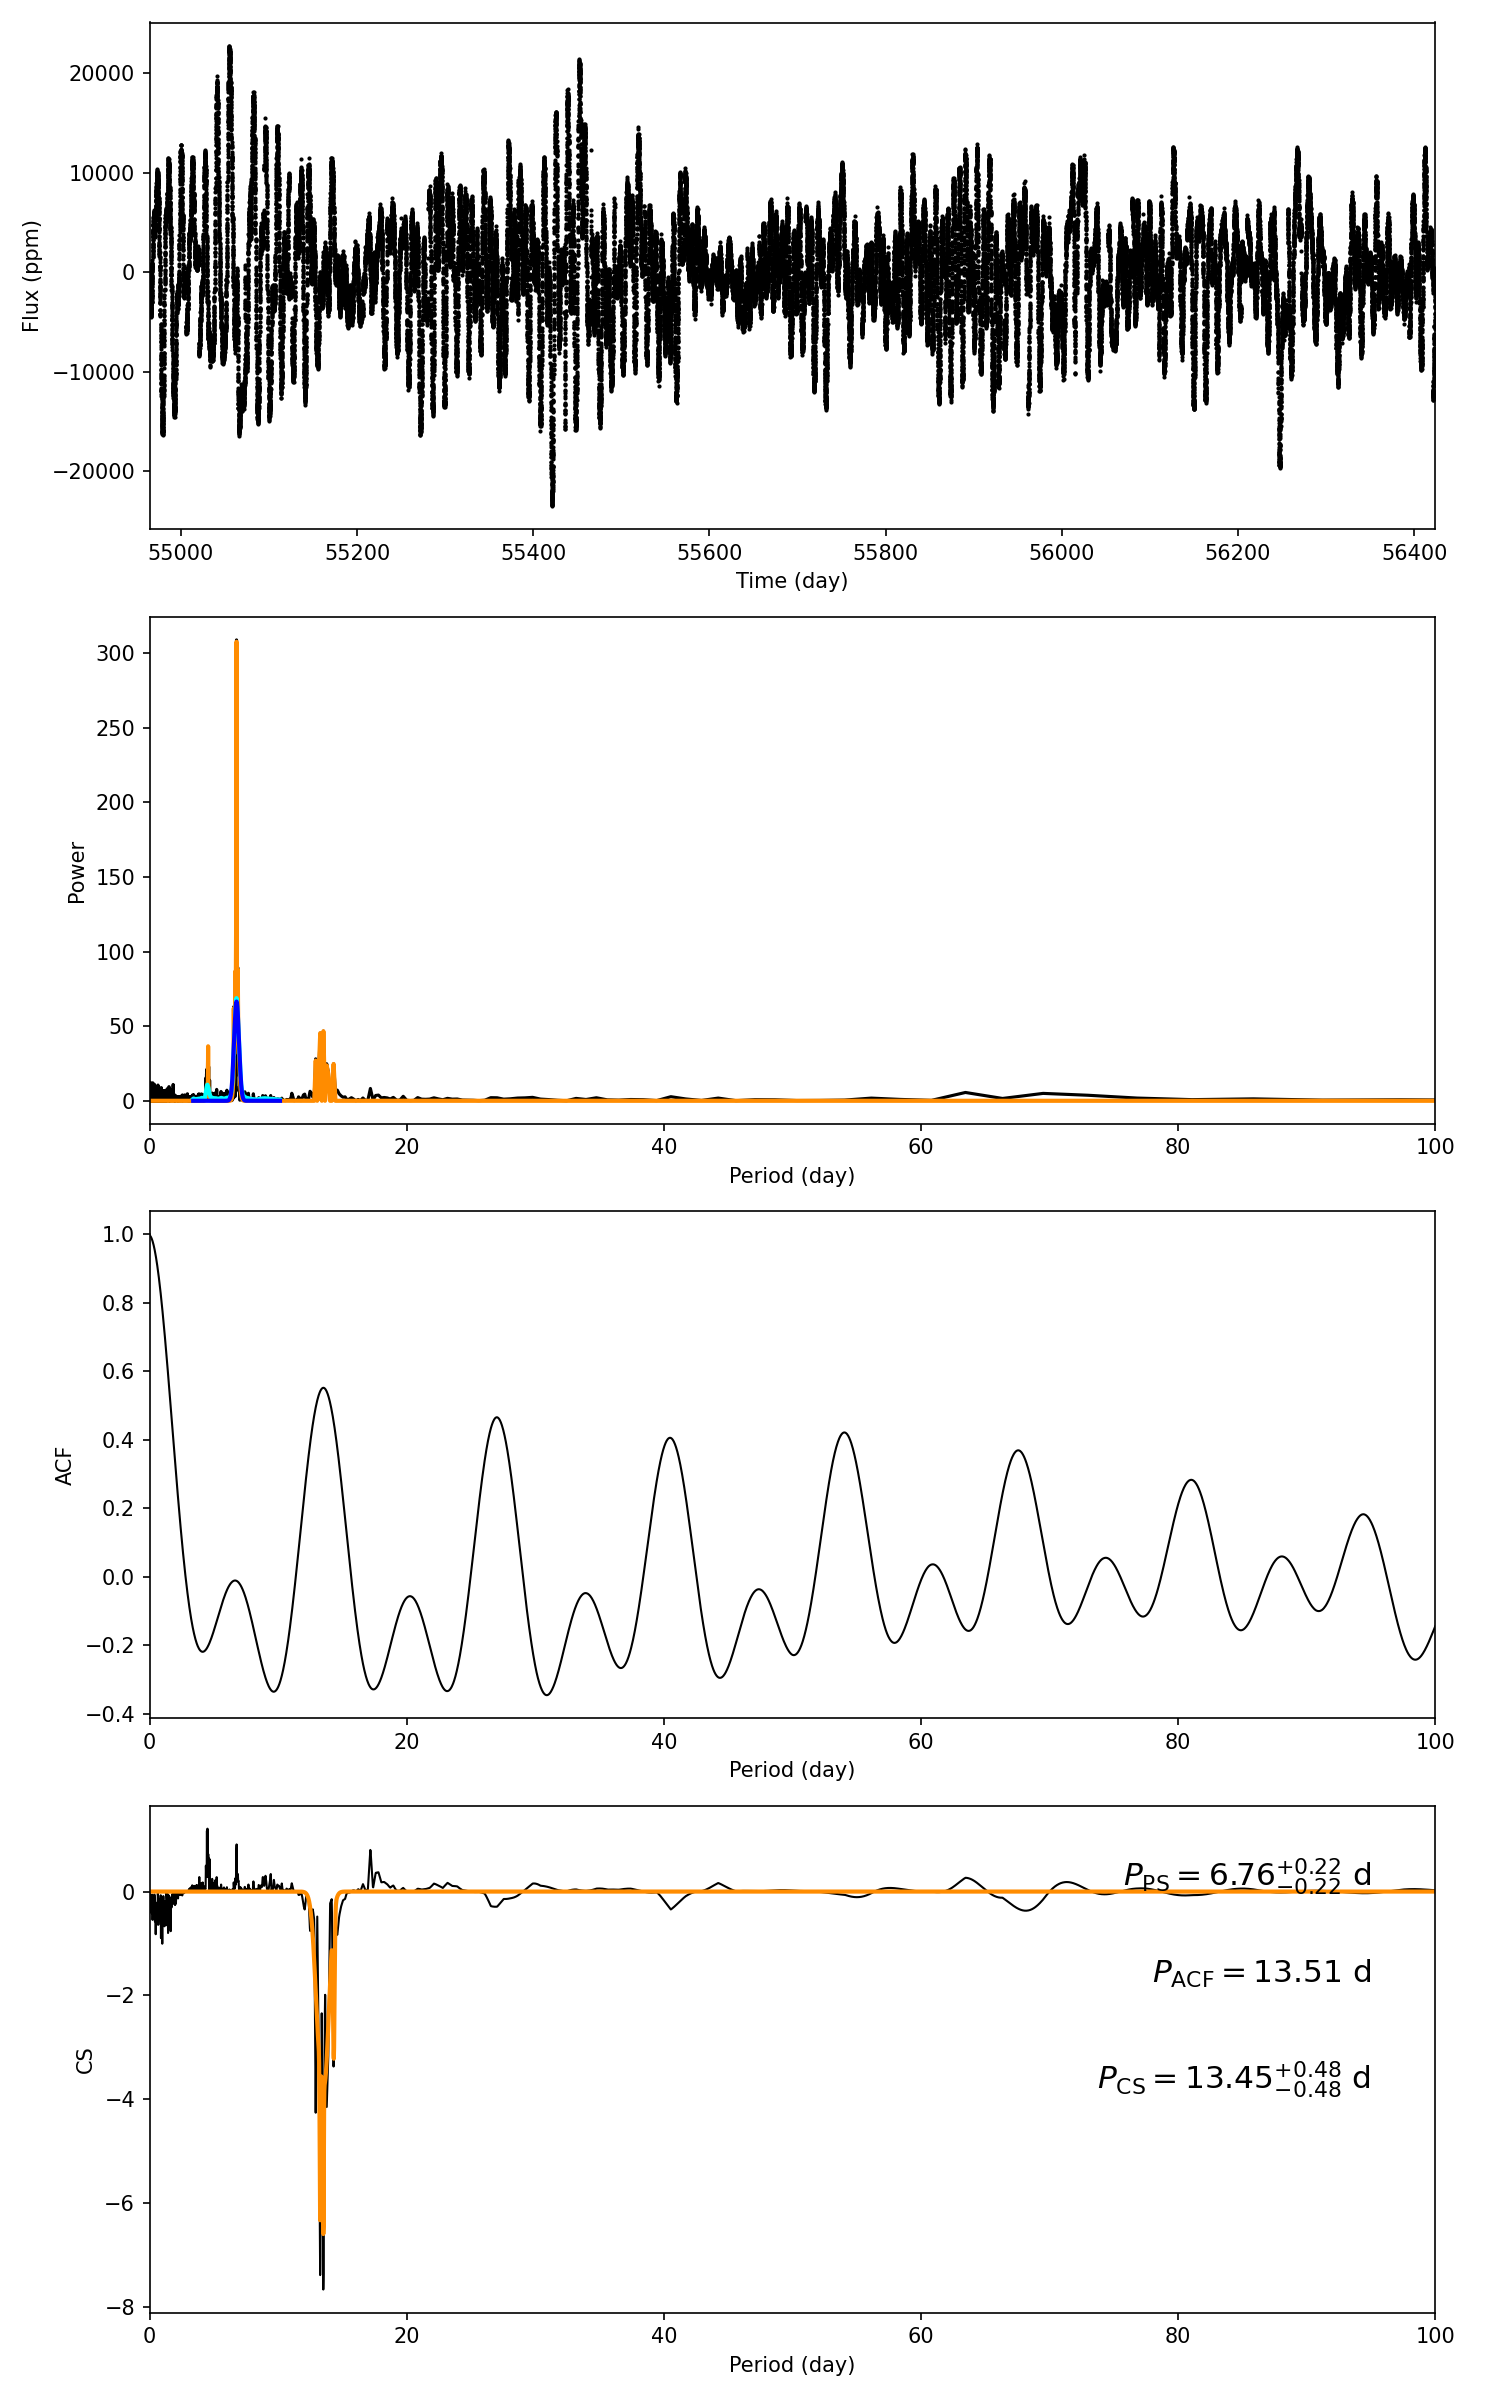 20000
10000
0
−10000
−20000
Flux (ppm)
55000 55200 55400 55600 55800 56000 56200 56400
Time (day)
300
250
200
150
100
50
0
Power
0 20 40 60 80 100
Period (day)
1.0
0.8
0.6
0.4
0.2
0.0
−0.2
−0.4
ACF
0 20 40 60 80 100
Period (day)
0
−2
−4
−6
−8
CS
P_PS = 6.76^{+0.22}_{−0.22} d
P_ACF = 13.51 d
P_CS = 13.45^{+0.48}_{−0.48} d
0 20 40 60 80 100
Period (day)